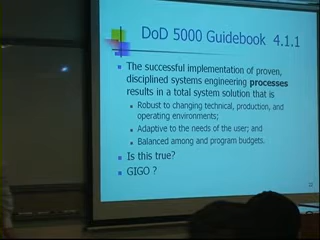 DoD 5000 Guidebook 4.1.1
The successful implementation of proven,
disciplined systems engineering processes
results in a total system solution that is
Robust to changing technical, production, and
operating environments;
Adaptive to the needs of the user; and
Balanced among and program budgets.
Is this true?
GIGO ?